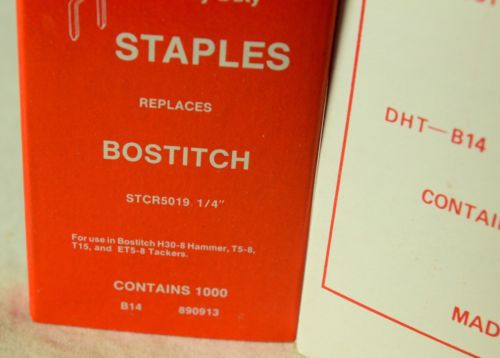 STAPLES
REPLACES
BOSTITCH
STCR5019 1/4"
For use in Bostitch H30-8 Hammer, T5-8,
T15, and ET5-8 Tackers.
CONTAINS 1000
B14 890913
DHT-B14
MAD